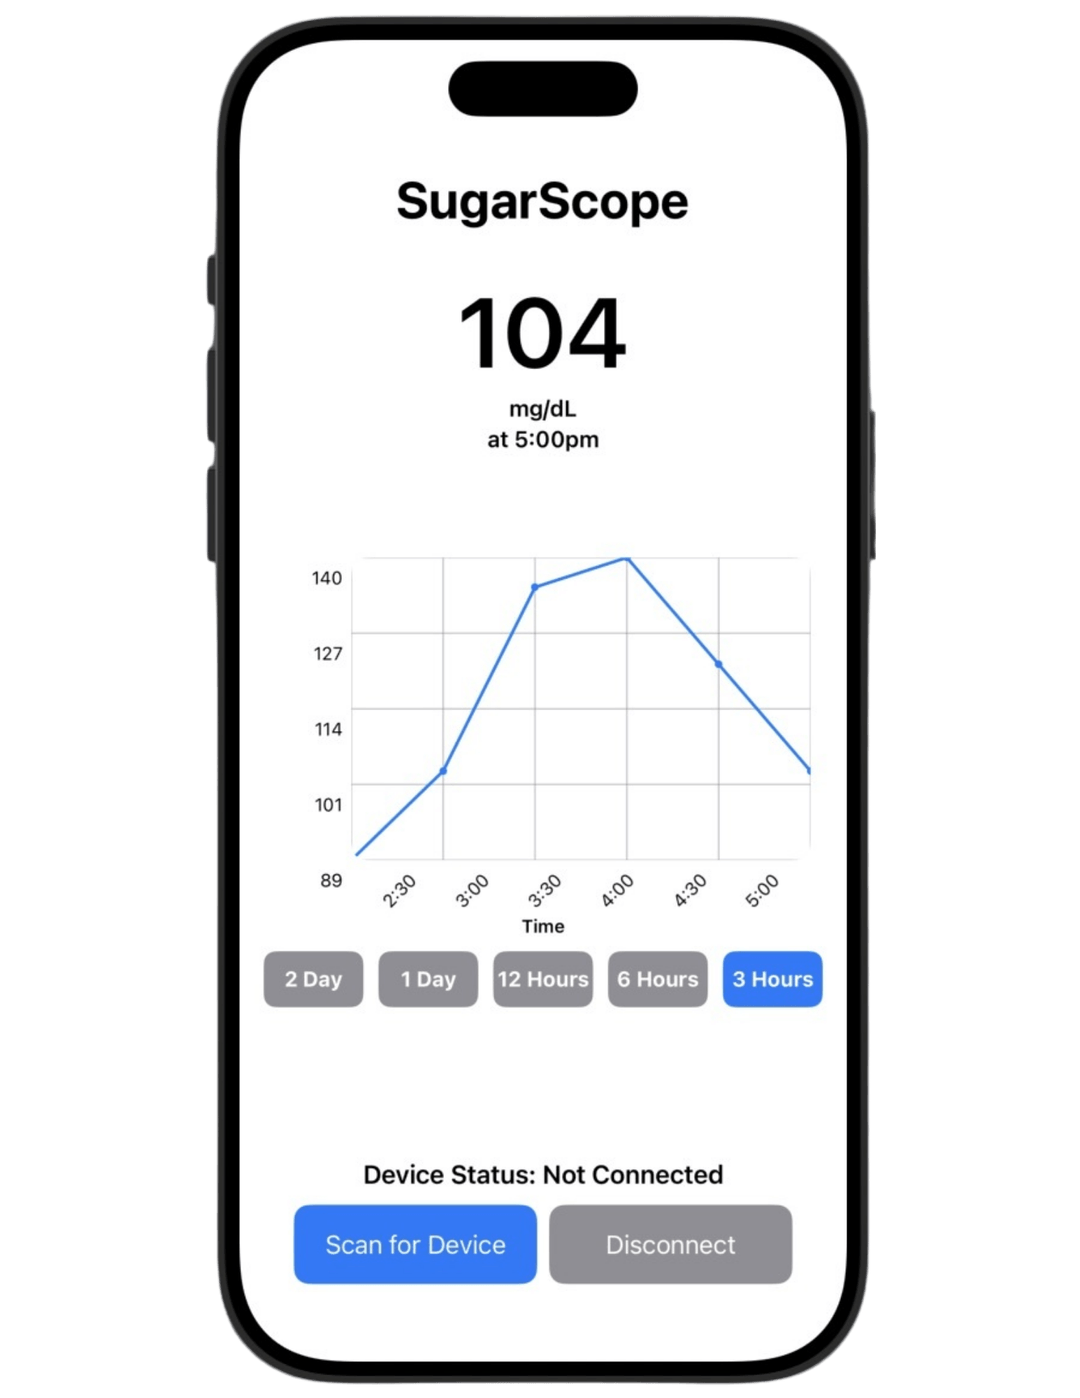 SugarScope
104
mg/dL
at 5:00pm
140
127
114
101
89
2:30 3:00 3:30 4:00 4:30 5:00
Time
2 Day 1 Day 12 Hours 6 Hours 3 Hours
Device Status: Not Connected
Scan for Device Disconnect